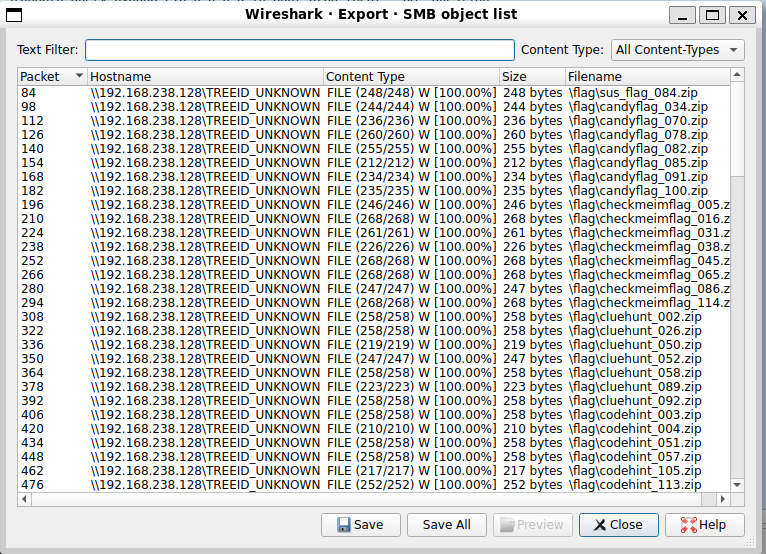 Wireshark · Export · SMB object list
Text Filter: Content Type: All Content-Types
Packet Hostname Content Type Size Filename
84 \\192.168.238.128\TREEID_UNKNOWN FILE (248/248) W [100.00%] 248 bytes \flag\sus_flag_084.zip
98 \\192.168.238.128\TREEID_UNKNOWN FILE (244/244) W [100.00%] 244 bytes \flag\candyflag_034.zip
112 \\192.168.238.128\TREEID_UNKNOWN FILE (236/236) W [100.00%] 236 bytes \flag\candyflag_070.zip
126 \\192.168.238.128\TREEID_UNKNOWN FILE (260/260) W [100.00%] 260 bytes \flag\candyflag_078.zip
140 \\192.168.238.128\TREEID_UNKNOWN FILE (255/255) W [100.00%] 255 bytes \flag\candyflag_082.zip
154 \\192.168.238.128\TREEID_UNKNOWN FILE (212/212) W [100.00%] 212 bytes \flag\candyflag_085.zip
168 \\192.168.238.128\TREEID_UNKNOWN FILE (234/234) W [100.00%] 234 bytes \flag\candyflag_091.zip
182 \\192.168.238.128\TREEID_UNKNOWN FILE (235/235) W [100.00%] 235 bytes \flag\candyflag_100.zip
196 \\192.168.238.128\TREEID_UNKNOWN FILE (246/246) W [100.00%] 246 bytes \flag\checkmeimflag_005.z
210 \\192.168.238.128\TREEID_UNKNOWN FILE (268/268) W [100.00%] 268 bytes \flag\checkmeimflag_016.z
224 \\192.168.238.128\TREEID_UNKNOWN FILE (261/261) W [100.00%] 261 bytes \flag\checkmeimflag_031.z
238 \\192.168.238.128\TREEID_UNKNOWN FILE (226/226) W [100.00%] 226 bytes \flag\checkmeimflag_038.z
252 \\192.168.238.128\TREEID_UNKNOWN FILE (268/268) W [100.00%] 268 bytes \flag\checkmeimflag_045.z
266 \\192.168.238.128\TREEID_UNKNOWN FILE (268/268) W [100.00%] 268 bytes \flag\checkmeimflag_065.z
280 \\192.168.238.128\TREEID_UNKNOWN FILE (247/247) W [100.00%] 247 bytes \flag\checkmeimflag_086.z
294 \\192.168.238.128\TREEID_UNKNOWN FILE (268/268) W [100.00%] 268 bytes \flag\checkmeimflag_114.z
308 \\192.168.238.128\TREEID_UNKNOWN FILE (258/258) W [100.00%] 258 bytes \flag\cluehunt_002.zip
322 \\192.168.238.128\TREEID_UNKNOWN FILE (258/258) W [100.00%] 258 bytes \flag\cluehunt_026.zip
336 \\192.168.238.128\TREEID_UNKNOWN FILE (219/219) W [100.00%] 219 bytes \flag\cluehunt_050.zip
350 \\192.168.238.128\TREEID_UNKNOWN FILE (247/247) W [100.00%] 247 bytes \flag\cluehunt_052.zip
364 \\192.168.238.128\TREEID_UNKNOWN FILE (258/258) W [100.00%] 258 bytes \flag\cluehunt_058.zip
378 \\192.168.238.128\TREEID_UNKNOWN FILE (223/223) W [100.00%] 223 bytes \flag\cluehunt_089.zip
392 \\192.168.238.128\TREEID_UNKNOWN FILE (258/258) W [100.00%] 258 bytes \flag\cluehunt_092.zip
406 \\192.168.238.128\TREEID_UNKNOWN FILE (258/258) W [100.00%] 258 bytes \flag\codehint_003.zip
420 \\192.168.238.128\TREEID_UNKNOWN FILE (210/210) W [100.00%] 210 bytes \flag\codehint_004.zip
434 \\192.168.238.128\TREEID_UNKNOWN FILE (258/258) W [100.00%] 258 bytes \flag\codehint_051.zip
448 \\192.168.238.128\TREEID_UNKNOWN FILE (258/258) W [100.00%] 258 bytes \flag\codehint_057.zip
462 \\192.168.238.128\TREEID_UNKNOWN FILE (217/217) W [100.00%] 217 bytes \flag\codehint_105.zip
476 \\192.168.238.128\TREEID_UNKNOWN FILE (252/252) W [100.00%] 252 bytes \flag\codehint_113.zip
Save Save All Preview Close Help